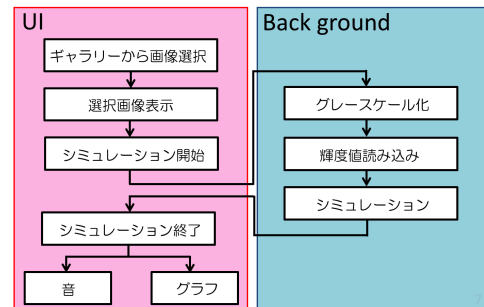 UI
ギャラリーから画像選択
選択画像表示
シミュレーション開始
シミュレーション終了
音
グラフ
Back ground
グレースケール化
輝度値読み込み
シミュレーション
7